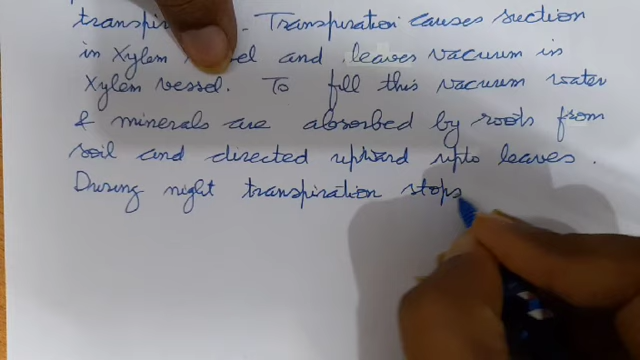 . Transpiration causes suction
in Xylem and leaves vacuum in
Xylem vessel. To fill this vacuum water
& minerals are absorbed by roots from
soil and directed upward upto leaves.
During night transpiration stops